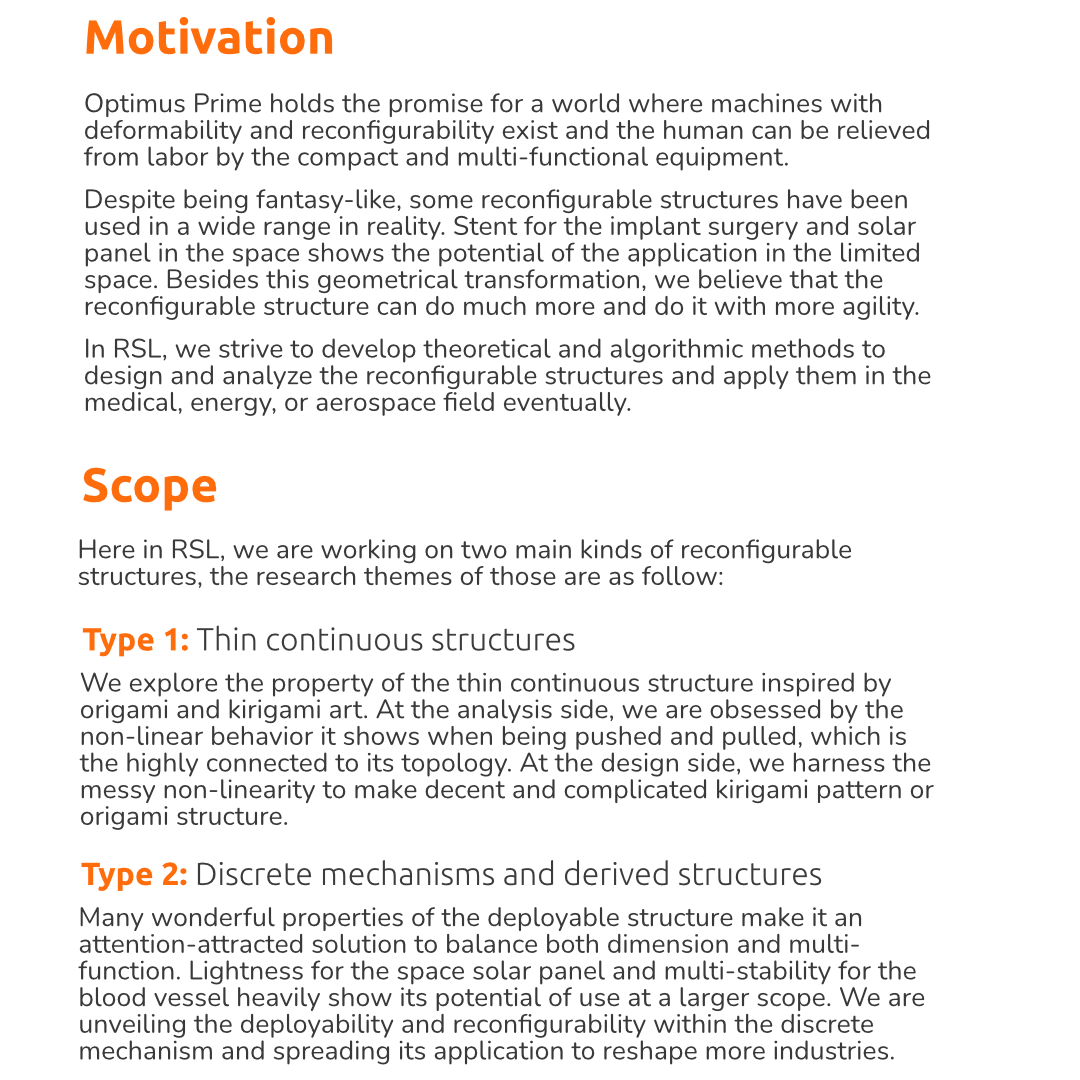 Motivation
Optimus Prime holds the promise for a world where machines with
deformability and reconfigurability exist and the human can be relieved
from labor by the compact and multi-functional equipment.
Despite being fantasy-like, some reconfigurable structures have been
used in a wide range in reality. Stent for the implant surgery and solar
panel in the space shows the potential of the application in the limited
space. Besides this geometrical transformation, we believe that the
reconfigurable structure can do much more and do it with more agility.
In RSL, we strive to develop theoretical and algorithmic methods to
design and analyze the reconfigurable structures and apply them in the
medical, energy, or aerospace field eventually.
Scope
Here in RSL, we are working on two main kinds of reconfigurable
structures, the research themes of those are as follow:
Type 1: Thin continuous structures
We explore the property of the thin continuous structure inspired by
origami and kirigami art. At the analysis side, we are obsessed by the
non-linear behavior it shows when being pushed and pulled, which is
the highly connected to its topology. At the design side, we harness the
messy non-linearity to make decent and complicated kirigami pattern or
origami structure.
Type 2: Discrete mechanisms and derived structures
Many wonderful properties of the deployable structure make it an
attention-attracted solution to balance both dimension and multi-
function. Lightness for the space solar panel and multi-stability for the
blood vessel heavily show its potential of use at a larger scope. We are
unveiling the deployability and reconfigurability within the discrete
mechanism and spreading its application to reshape more industries.